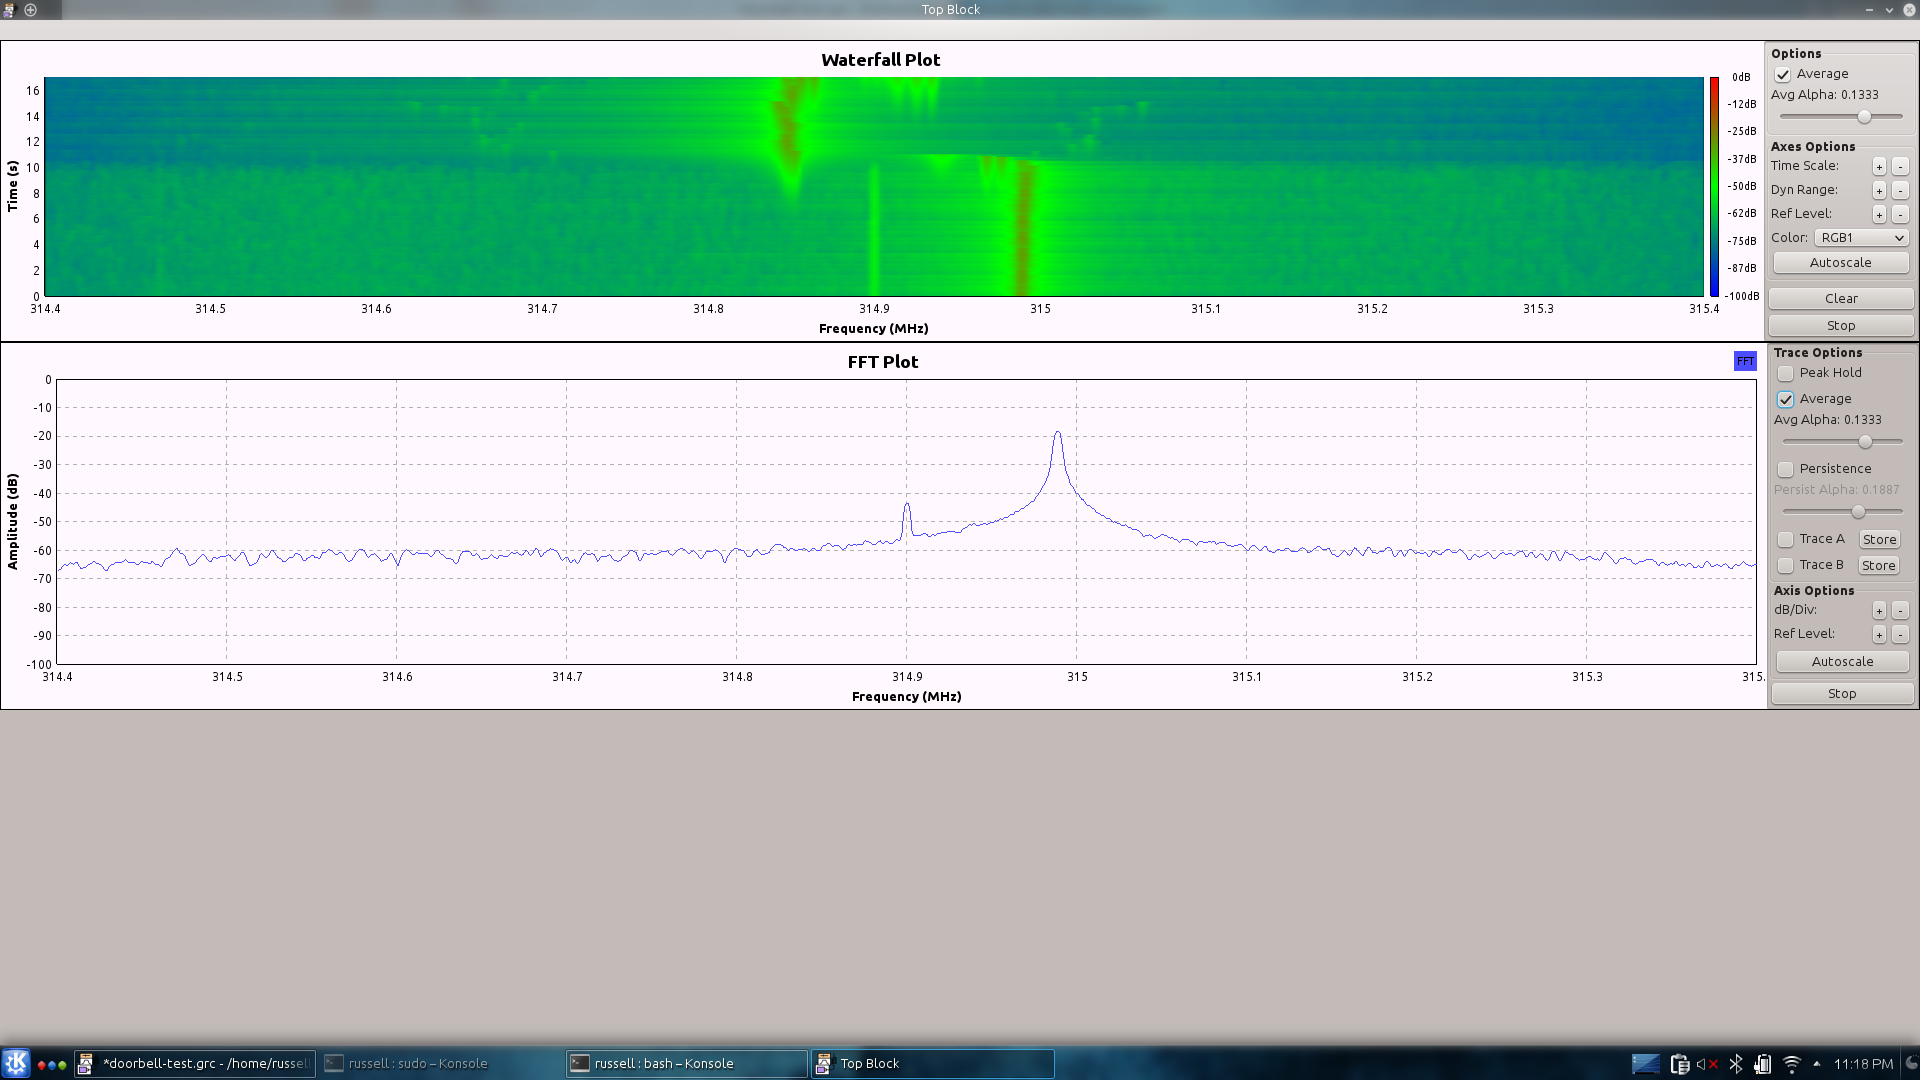 Top Block
Waterfall Plot
Time (s)
16
14
12
10
8
6
4
2
0
314.4 314.5 314.6 314.7 314.8 314.9 315 315.1 315.2 315.3 315.4
Frequency (MHz)
0dB
-12dB
-25dB
-37dB
-50dB
-62dB
-75dB
-87dB
-100dB
Options
Average
Avg Alpha: 0.1333
Axes Options
Time Scale: + -
Dyn Range: + -
Ref Level: + -
Color: RGB1
Autoscale
Clear
Stop
FFT Plot
FFT
Amplitude (dB)
0
-10
-20
-30
-40
-50
-60
-70
-80
-90
-100
314.4 314.5 314.6 314.7 314.8 314.9 315 315.1 315.2 315.3 315.
Frequency (MHz)
Trace Options
Peak Hold
Average
Avg Alpha: 0.1333
Persistence
Persist Alpha: 0.1887
Trace A Store
Trace B Store
Axis Options
dB/Div: + -
Ref Level: + -
Autoscale
Stop
*doorbell-test.grc - /home/russel
russell : sudo – Konsole
russell : bash – Konsole
Top Block
11:18 PM